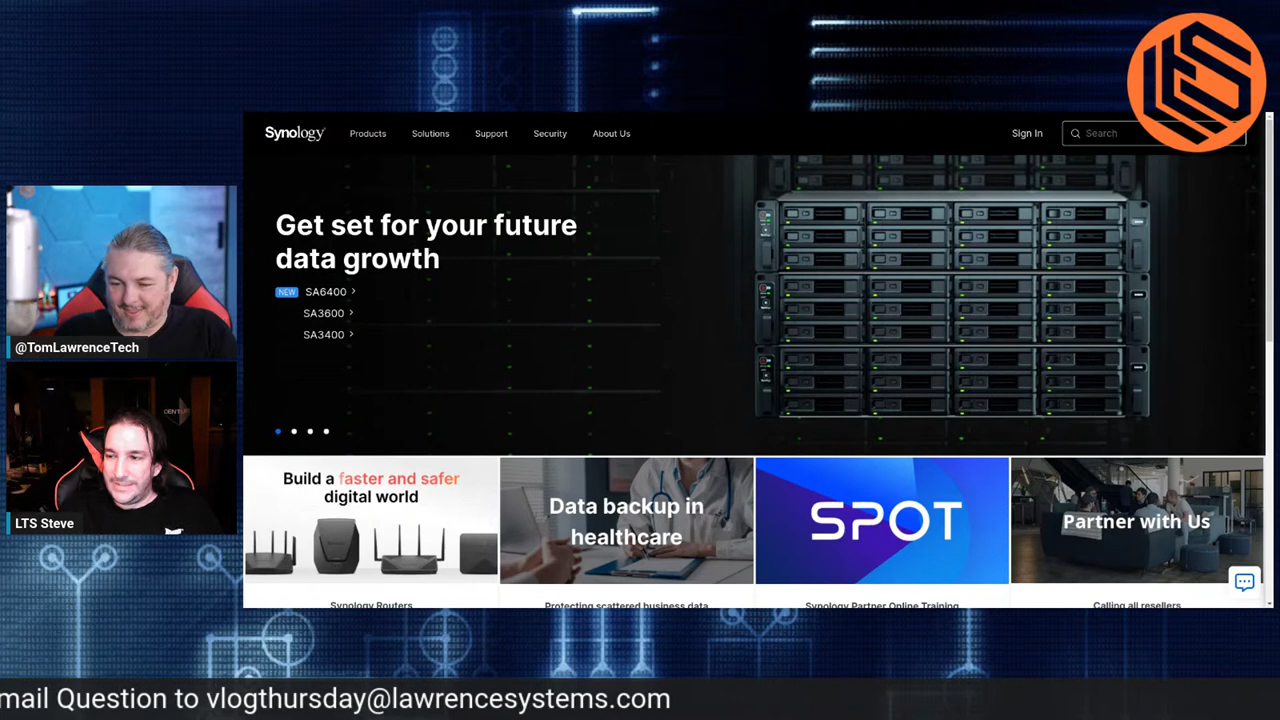 Synology Products Solutions Support Security About Us Sign In Search
Get set for your future
data growth
NEW SA6400 >
SA3600 >
SA3400 >
@TomLawrenceTech
LTS Steve
Build a faster and safer
digital world
Data backup in
healthcare
SPOT
Partner with Us
Synology Routers
Protecting scattered business data
Synology Partner Online Training
Calling all resellers
mail Question to vlogthursday@lawrencesystems.com